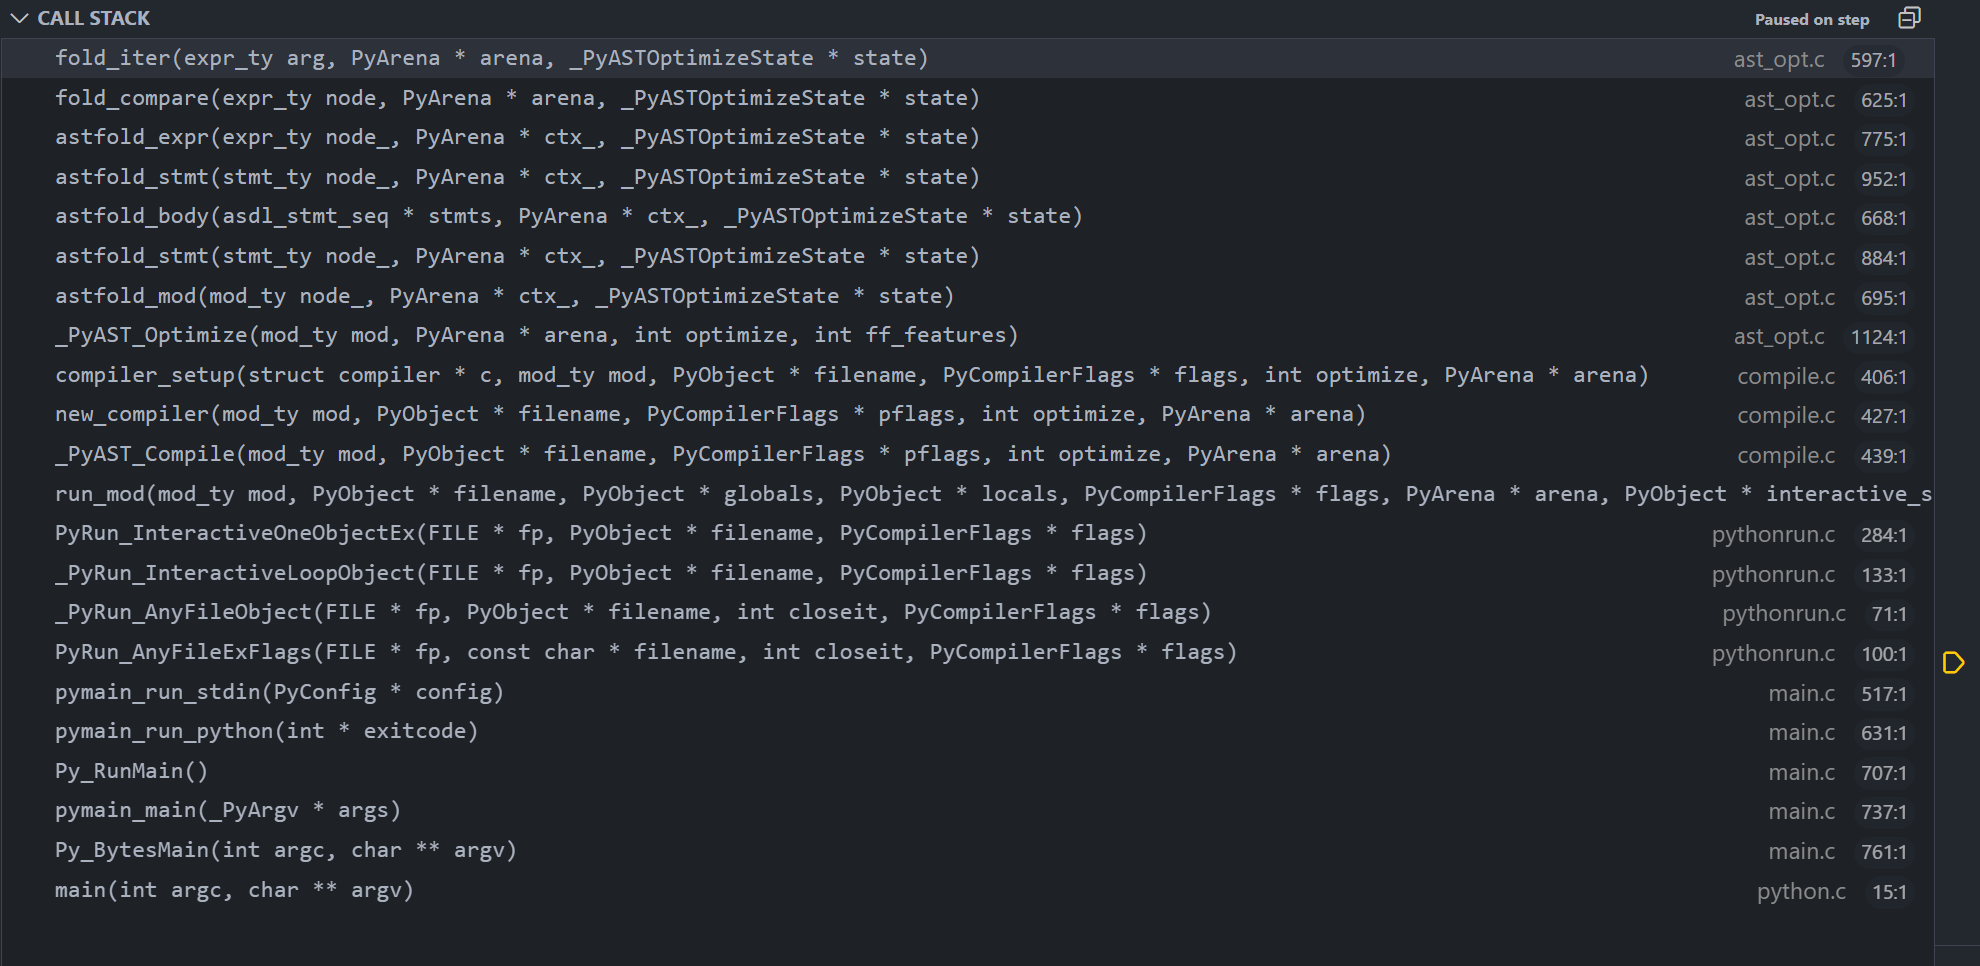 CALL STACK Paused on step
fold_iter(expr_ty arg, PyArena * arena, _PyASTOptimizeState * state) ast_opt.c 597:1
fold_compare(expr_ty node, PyArena * arena, _PyASTOptimizeState * state) ast_opt.c 625:1
astfold_expr(expr_ty node_, PyArena * ctx_, _PyASTOptimizeState * state) ast_opt.c 775:1
astfold_stmt(stmt_ty node_, PyArena * ctx_, _PyASTOptimizeState * state) ast_opt.c 952:1
astfold_body(asdl_stmt_seq * stmts, PyArena * ctx_, _PyASTOptimizeState * state) ast_opt.c 668:1
astfold_stmt(stmt_ty node_, PyArena * ctx_, _PyASTOptimizeState * state) ast_opt.c 884:1
astfold_mod(mod_ty node_, PyArena * ctx_, _PyASTOptimizeState * state) ast_opt.c 695:1
_PyAST_Optimize(mod_ty mod, PyArena * arena, int optimize, int ff_features) ast_opt.c 1124:1
compiler_setup(struct compiler * c, mod_ty mod, PyObject * filename, PyCompilerFlags * flags, int optimize, PyArena * arena) compile.c 406:1
new_compiler(mod_ty mod, PyObject * filename, PyCompilerFlags * pflags, int optimize, PyArena * arena) compile.c 427:1
_PyAST_Compile(mod_ty mod, PyObject * filename, PyCompilerFlags * pflags, int optimize, PyArena * arena) compile.c 439:1
run_mod(mod_ty mod, PyObject * filename, PyObject * globals, PyObject * locals, PyCompilerFlags * flags, PyArena * arena, PyObject * interactive_s
PyRun_InteractiveOneObjectEx(FILE * fp, PyObject * filename, PyCompilerFlags * flags) pythonrun.c 284:1
_PyRun_InteractiveLoopObject(FILE * fp, PyObject * filename, PyCompilerFlags * flags) pythonrun.c 133:1
_PyRun_AnyFileObject(FILE * fp, PyObject * filename, int closeit, PyCompilerFlags * flags) pythonrun.c 71:1
PyRun_AnyFileExFlags(FILE * fp, const char * filename, int closeit, PyCompilerFlags * flags) pythonrun.c 100:1
pymain_run_stdin(PyConfig * config) main.c 517:1
pymain_run_python(int * exitcode) main.c 631:1
Py_RunMain() main.c 707:1
pymain_main(_PyArgv * args) main.c 737:1
Py_BytesMain(int argc, char ** argv) main.c 761:1
main(int argc, char ** argv) python.c 15:1